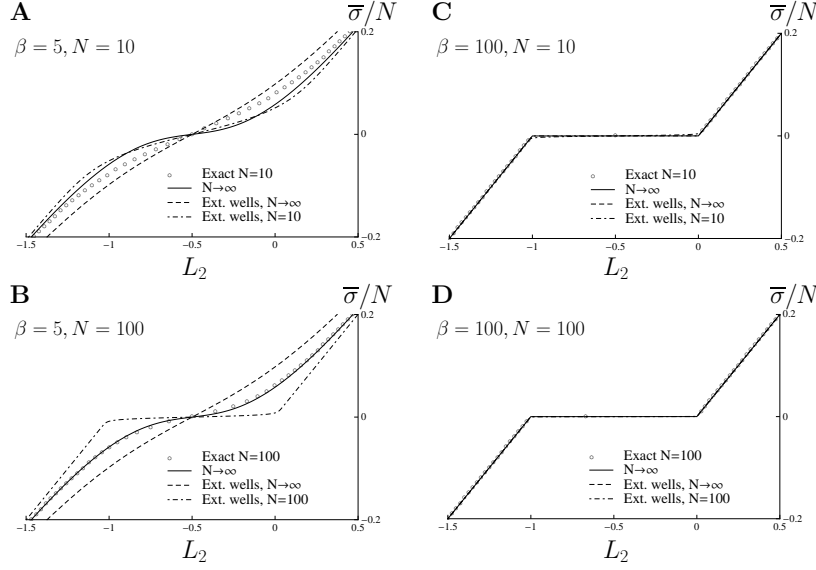 A
σ/N
β = 5, N = 10
0.2
0
-0.2
Exact N=10
N→∞
Ext. wells, N→∞
Ext. wells, N=10
-1.5
-1
-0.5
0
0.5
L₂
C
σ/N
β = 100, N = 10
0.2
0
-0.2
Exact N=10
N→∞
Ext. wells, N→∞
Ext. wells, N=10
-1.5
-1
-0.5
0
0.5
L₂
B
σ/N
β = 5, N = 100
0.2
0
-0.2
Exact N=100
N→∞
Ext. wells, N→∞
Ext. wells, N=100
-1.5
-1
-0.5
0
0.5
L₂
D
σ/N
β = 100, N = 100
0.2
0
-0.2
Exact N=100
N→∞
Ext. wells, N→∞
Ext. wells, N=100
-1.5
-1
-0.5
0
0.5
L₂